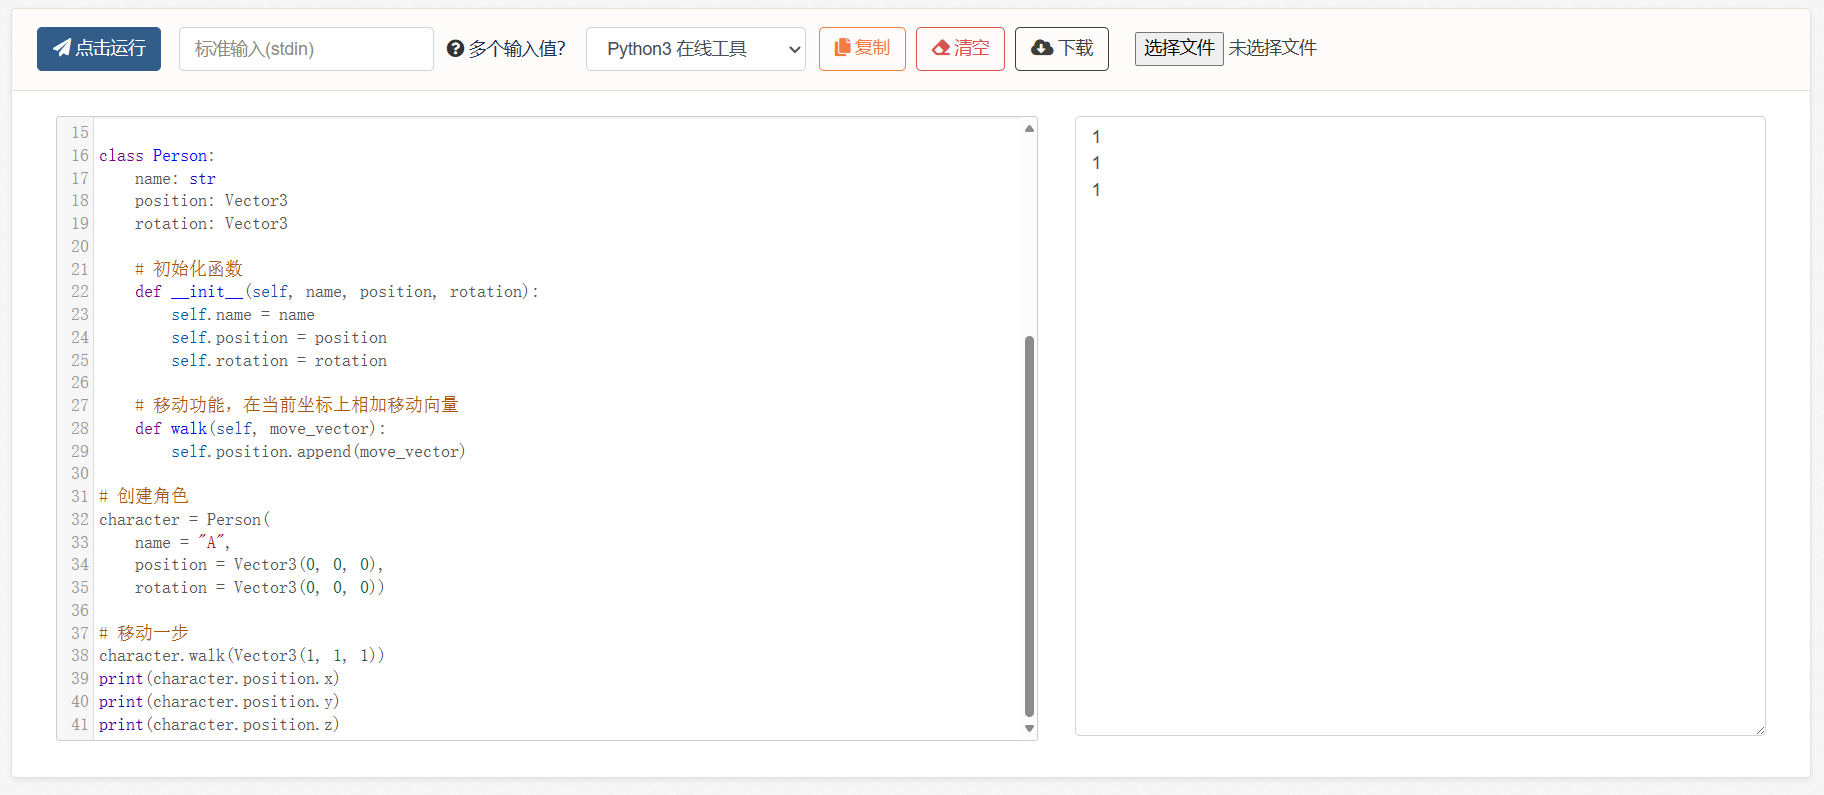 点击运行 标准输入(stdin) 多个输入值? Python3 在线工具 复制 清空 下载 选择文件 未选择文件
15
16 class Person:
17     name: str
18     position: Vector3
19     rotation: Vector3
20
21     # 初始化函数
22     def __init__(self, name, position, rotation):
23         self.name = name
24         self.position = position
25         self.rotation = rotation
26
27     # 移动功能，在当前坐标上相加移动向量
28     def walk(self, move_vector):
29         self.position.append(move_vector)
30
31 # 创建角色
32 character = Person(
33     name = "A",
34     position = Vector3(0, 0, 0),
35     rotation = Vector3(0, 0, 0))
36
37 # 移动一步
38 character.walk(Vector3(1, 1, 1))
39 print(character.position.x)
40 print(character.position.y)
41 print(character.position.z)
1
1
1